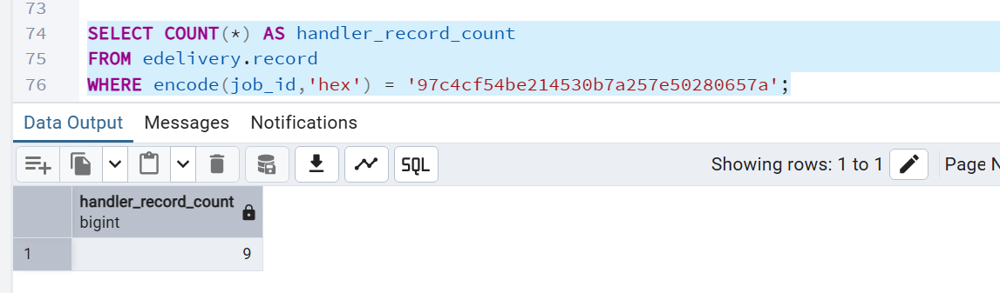 73
74 SELECT COUNT(*) AS handler_record_count
75 FROM edelivery.record
76 WHERE encode(job_id,'hex') = '97c4cf54be214530b7a257e50280657a';
Data Output Messages Notifications
SQL Showing rows: 1 to 1 Page N
handler_record_count
bigint
1 9